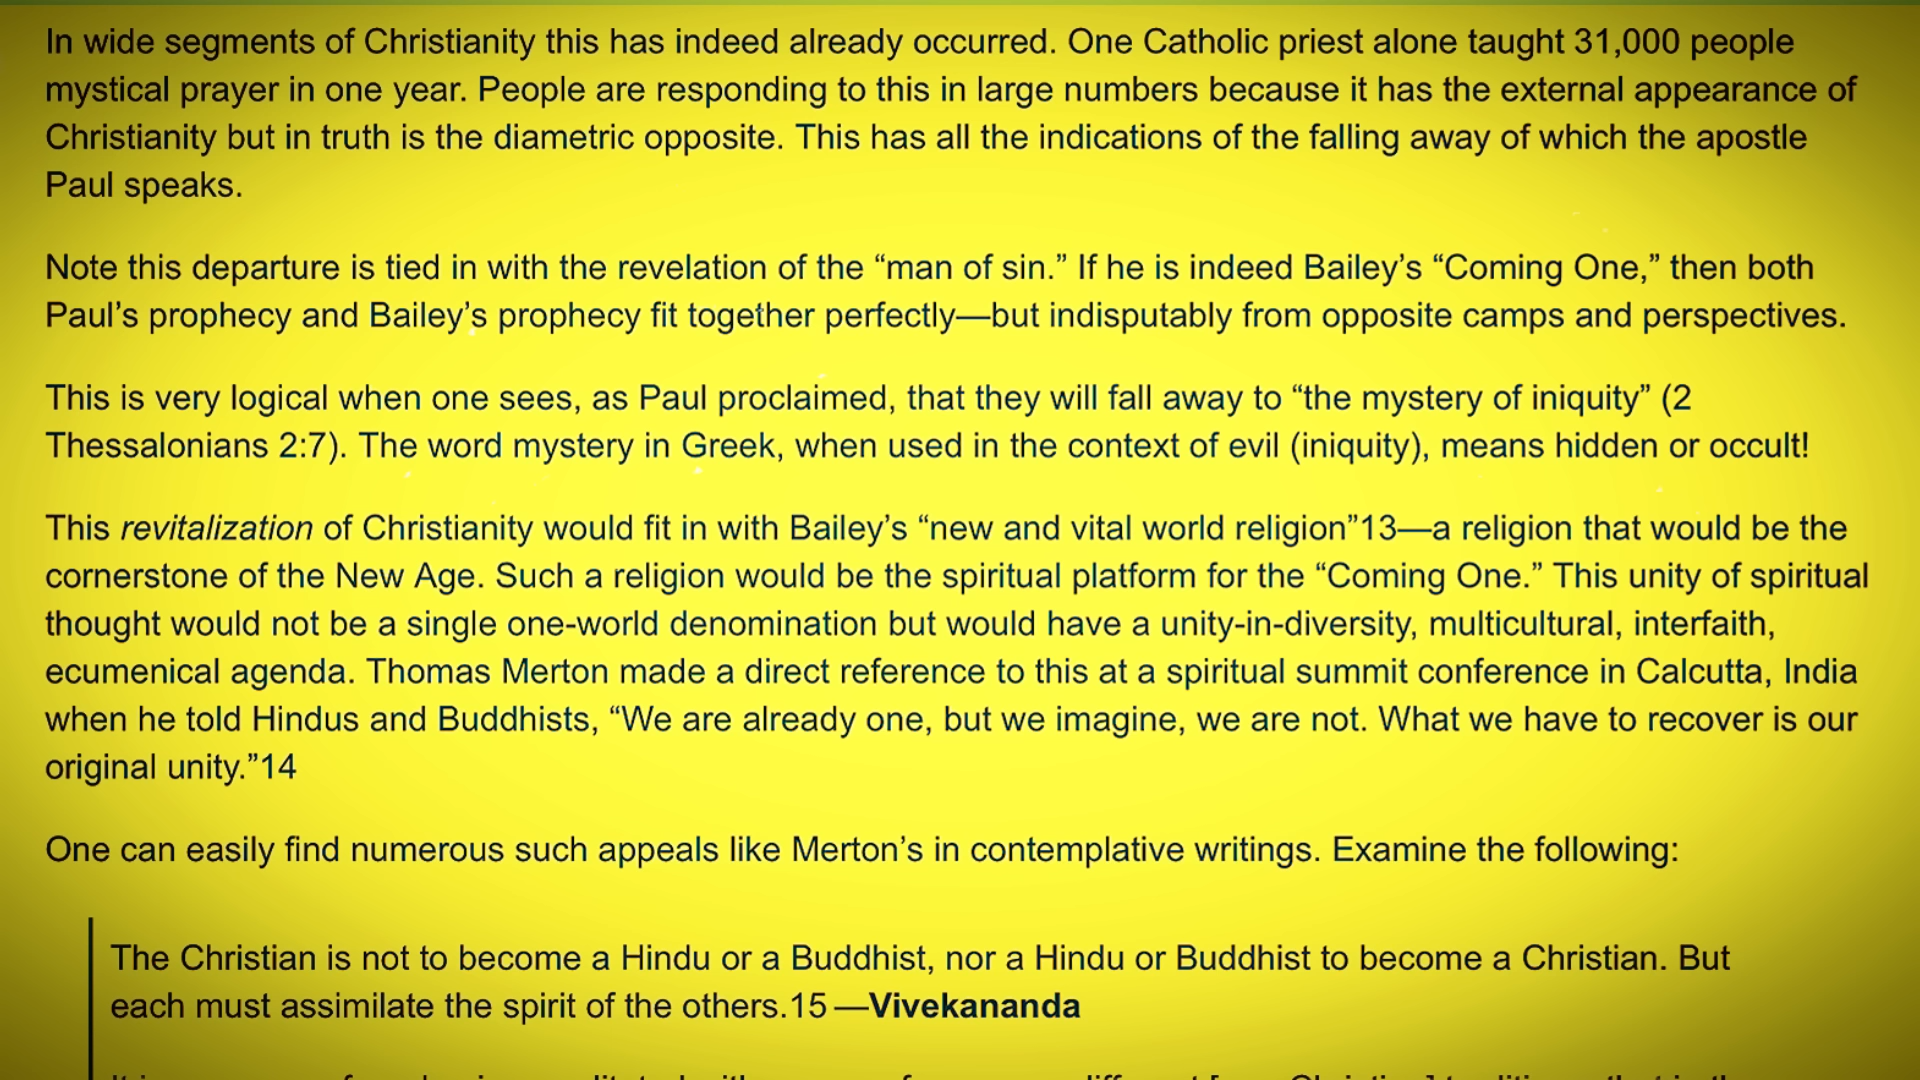 In wide segments of Christianity this has indeed already occurred. One Catholic priest alone taught 31,000 people
mystical prayer in one year. People are responding to this in large numbers because it has the external appearance of
Christianity but in truth is the diametric opposite. This has all the indications of the falling away of which the apostle
Paul speaks.
Note this departure is tied in with the revelation of the “man of sin.” If he is indeed Bailey’s “Coming One,” then both
Paul’s prophecy and Bailey’s prophecy fit together perfectly—but indisputably from opposite camps and perspectives.
This is very logical when one sees, as Paul proclaimed, that they will fall away to “the mystery of iniquity” (2
Thessalonians 2:7). The word mystery in Greek, when used in the context of evil (iniquity), means hidden or occult!
This revitalization of Christianity would fit in with Bailey’s “new and vital world religion”13—a religion that would be the
cornerstone of the New Age. Such a religion would be the spiritual platform for the “Coming One.” This unity of spiritual
thought would not be a single one-world denomination but would have a unity-in-diversity, multicultural, interfaith,
ecumenical agenda. Thomas Merton made a direct reference to this at a spiritual summit conference in Calcutta, India
when he told Hindus and Buddhists, “We are already one, but we imagine, we are not. What we have to recover is our
original unity.”14
One can easily find numerous such appeals like Merton’s in contemplative writings. Examine the following:
The Christian is not to become a Hindu or a Buddhist, nor a Hindu or Buddhist to become a Christian. But
each must assimilate the spirit of the others.15 —Vivekananda